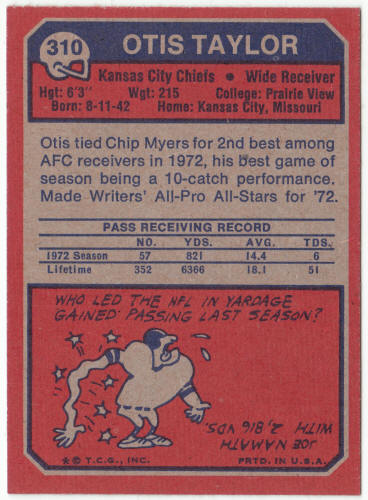 310 OTIS TAYLOR
Kansas City Chiefs • Wide Receiver
Hgt: 6'3" Wgt: 215 College: Prairie View
Born: 8-11-42 Home: Kansas City, Missouri
Otis tied Chip Myers for 2nd best among
AFC receivers in 1972, his best game of
season being a 10-catch performance.
Made Writers' All-Pro All-Stars for '72.
PASS RECEIVING RECORD
NO. YDS. AVG. TDS.
1972 Season 57 821 14.4 6
Lifetime 352 6366 18.1 51
WHO LED THE NFL IN YARDAGE
GAINED PASSING LAST SEASON?
JOE NAMATH
WITH 2,816 YDS.
* © T.C.G., INC. PRTD. IN U.S.A.